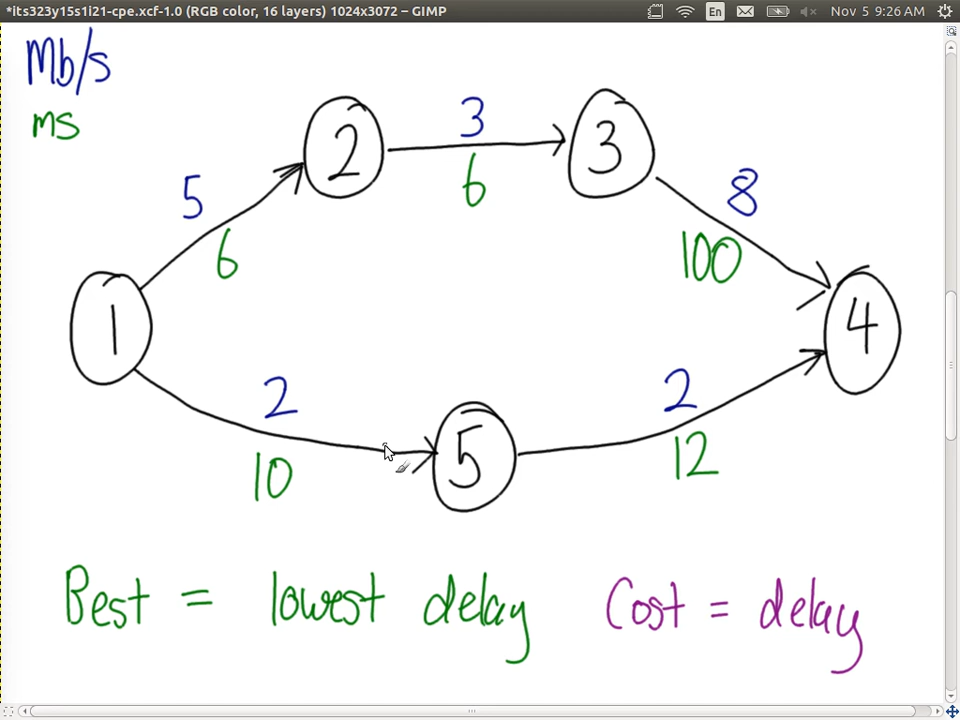 *its323y15s1i21-cpe.xcf-1.0 (RGB color, 16 layers) 1024x3072 – GIMP
En
Nov 5 9:26 AM
Mb/s
ms
2
3
6
3
5
6
8
100
1
4
2
10
5
2
12
Best = lowest delay
Cost = delay